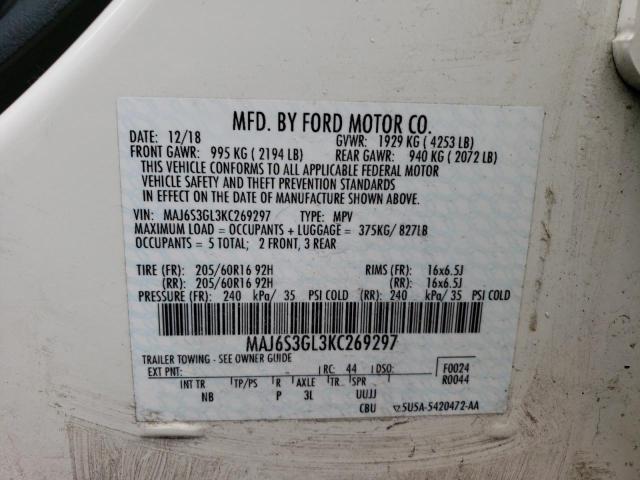 MFD. BY FORD MOTOR CO.
DATE: 12/18 GVWR: 1929 KG ( 4253 LB)
FRONT GAWR: 995 KG ( 2194 LB) REAR GAWR: 940 KG ( 2072 LB)
THIS VEHICLE CONFORMS TO ALL APPLICABLE FEDERAL MOTOR
VEHICLE SAFETY AND THEFT PREVENTION STANDARDS
IN EFFECT ON THE DATE OF MANUFACTURE SHOWN ABOVE.
VIN: MAJ6S3GL3KC269297 TYPE: MPV
MAXIMUM LOAD = OCCUPANTS + LUGGAGE = 375KG/ 827LB
OCCUPANTS = 5 TOTAL; 2 FRONT, 3 REAR
TIRE (FR): 205/60R16 92H RIMS (FR): 16x6.5J
(RR): 205/60R16 92H (RR): 16x6.5J
PRESSURE (FR): 240 kPa/ 35 PSI COLD (RR): 240 kPa/ 35 PSI COLD
MAJ6S3GL3KC269297
TRAILER TOWING - SEE OWNER GUIDE
EXT PNT: RC: 44 DSO: F0024
INT TR TP/PS R AXLE TR SPR R0044
NB P 3L UUJJ
CBU 5U5A-5420472-AA